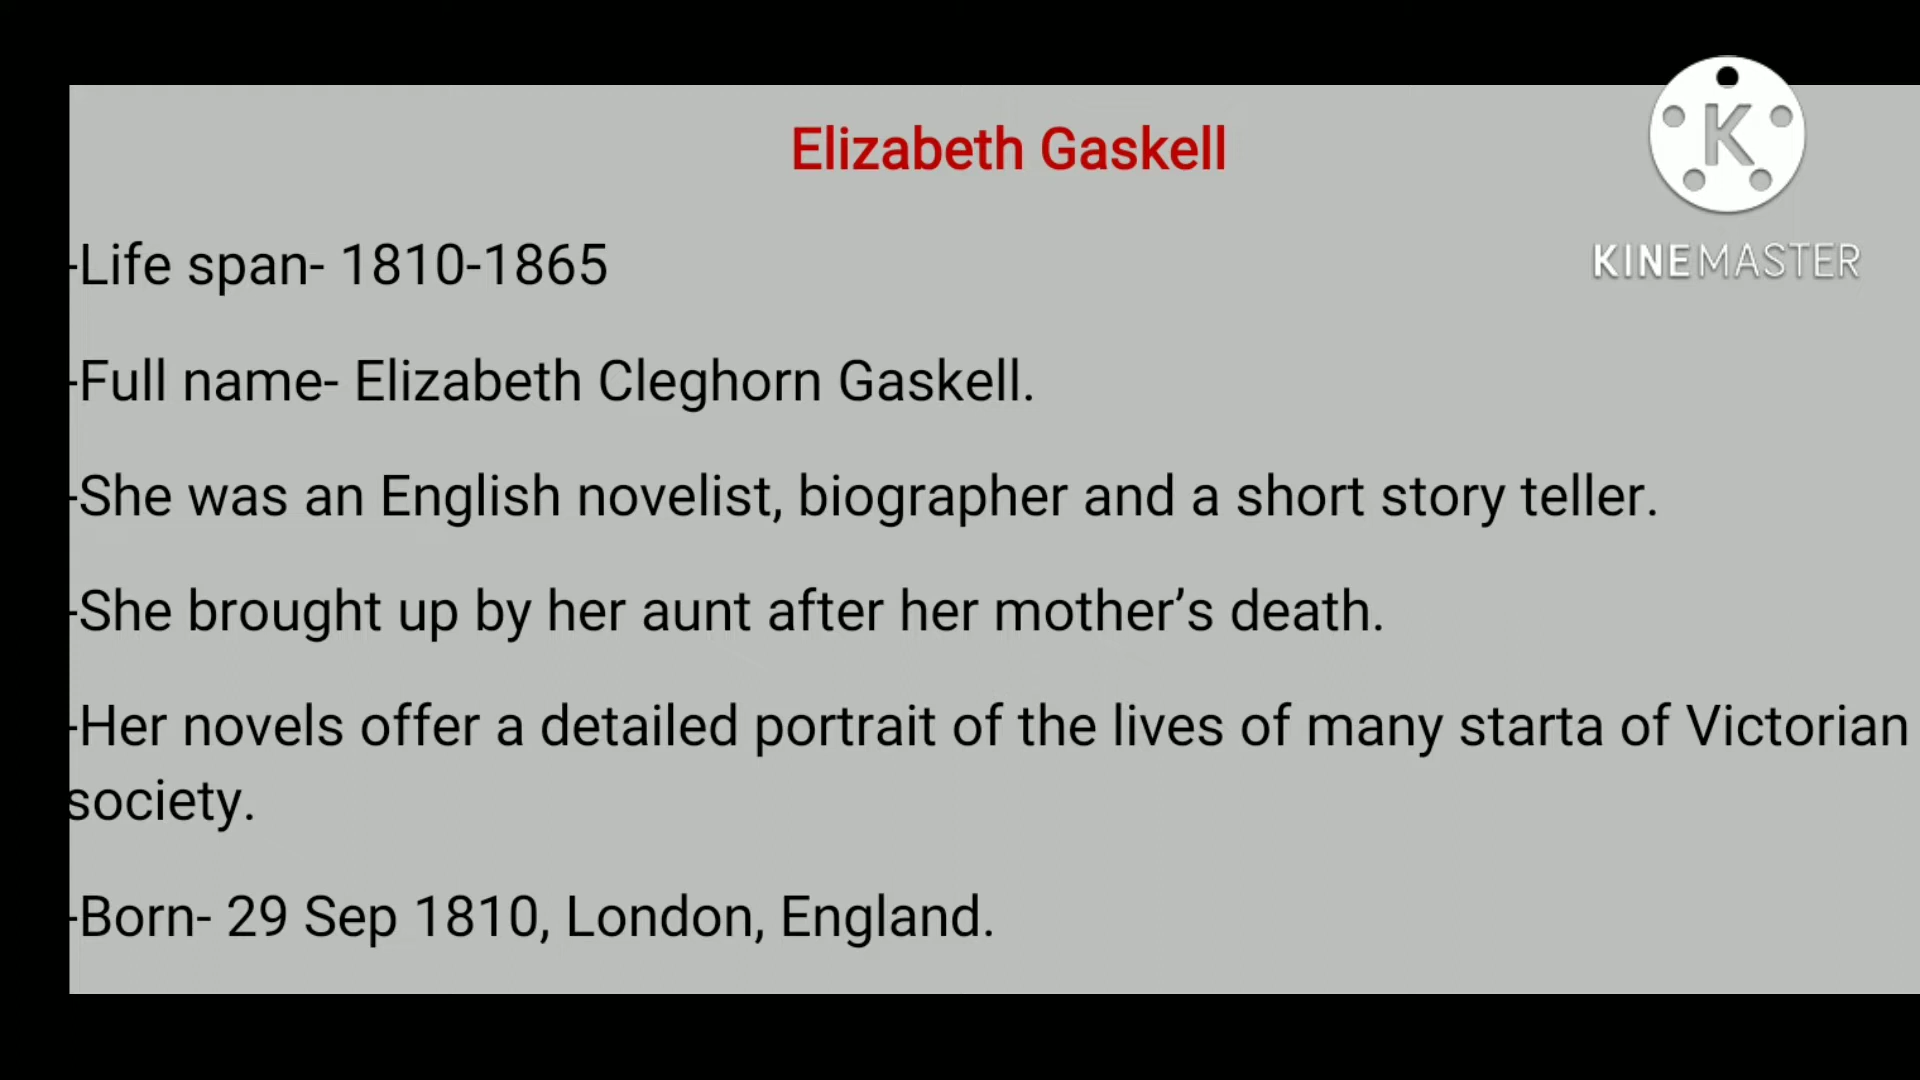 Elizabeth Gaskell
K
KINEMASTER
-Life span- 1810-1865
-Full name- Elizabeth Cleghorn Gaskell.
-She was an English novelist, biographer and a short story teller.
-She brought up by her aunt after her mother’s death.
-Her novels offer a detailed portrait of the lives of many starta of Victorian
society.
-Born- 29 Sep 1810, London, England.